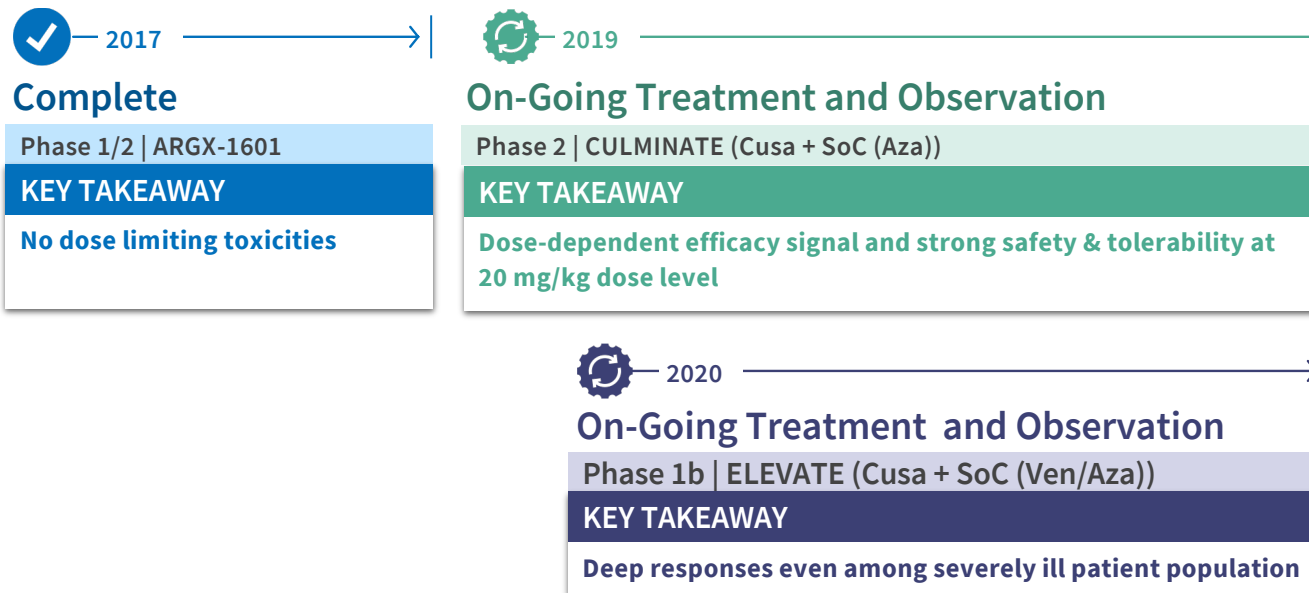 2017
Complete
Phase 1/2 | ARGX-1601
KEY TAKEAWAY
No dose limiting toxicities
2019
On-Going Treatment and Observation
Phase 2 | CULMINATE (Cusa + SoC (Aza))
KEY TAKEAWAY
Dose-dependent efficacy signal and strong safety & tolerability at
20 mg/kg dose level
2020
On-Going Treatment and Observation
Phase 1b | ELEVATE (Cusa + SoC (Ven/Aza))
KEY TAKEAWAY
Deep responses even among severely ill patient population